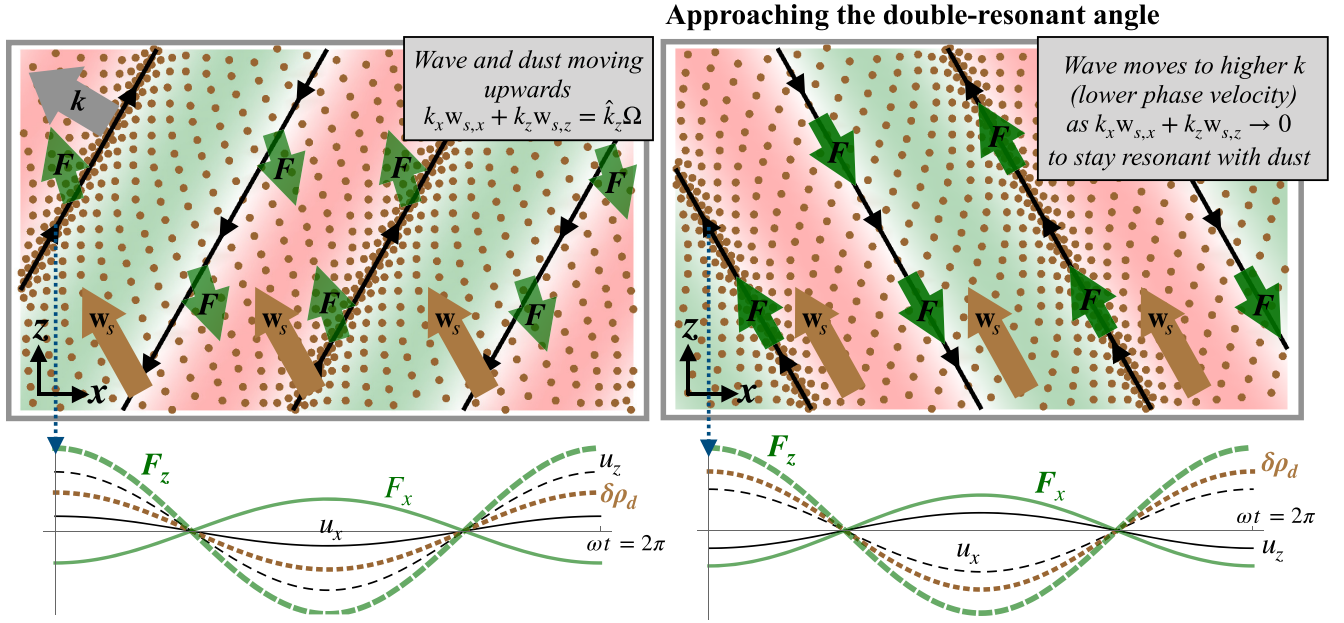 Approaching the double-resonant angle
Wave and dust moving
upwards
k_x w_{s,x} + k_z w_{s,z} = k̂_z Ω
k
F
F
F
F
F
F
F
F
w_s
w_s
w_s
z
x
Wave moves to higher k
(lower phase velocity)
as k_x w_{s,x} + k_z w_{s,z} → 0
to stay resonant with dust
F
F
F
F
F
F
w_s
w_s
w_s
z
x
F_z
F_x
u_z
δρ_d
u_x
ωt = 2π
F_z
F_x
δρ_d
ωt = 2π
u_x
u_z